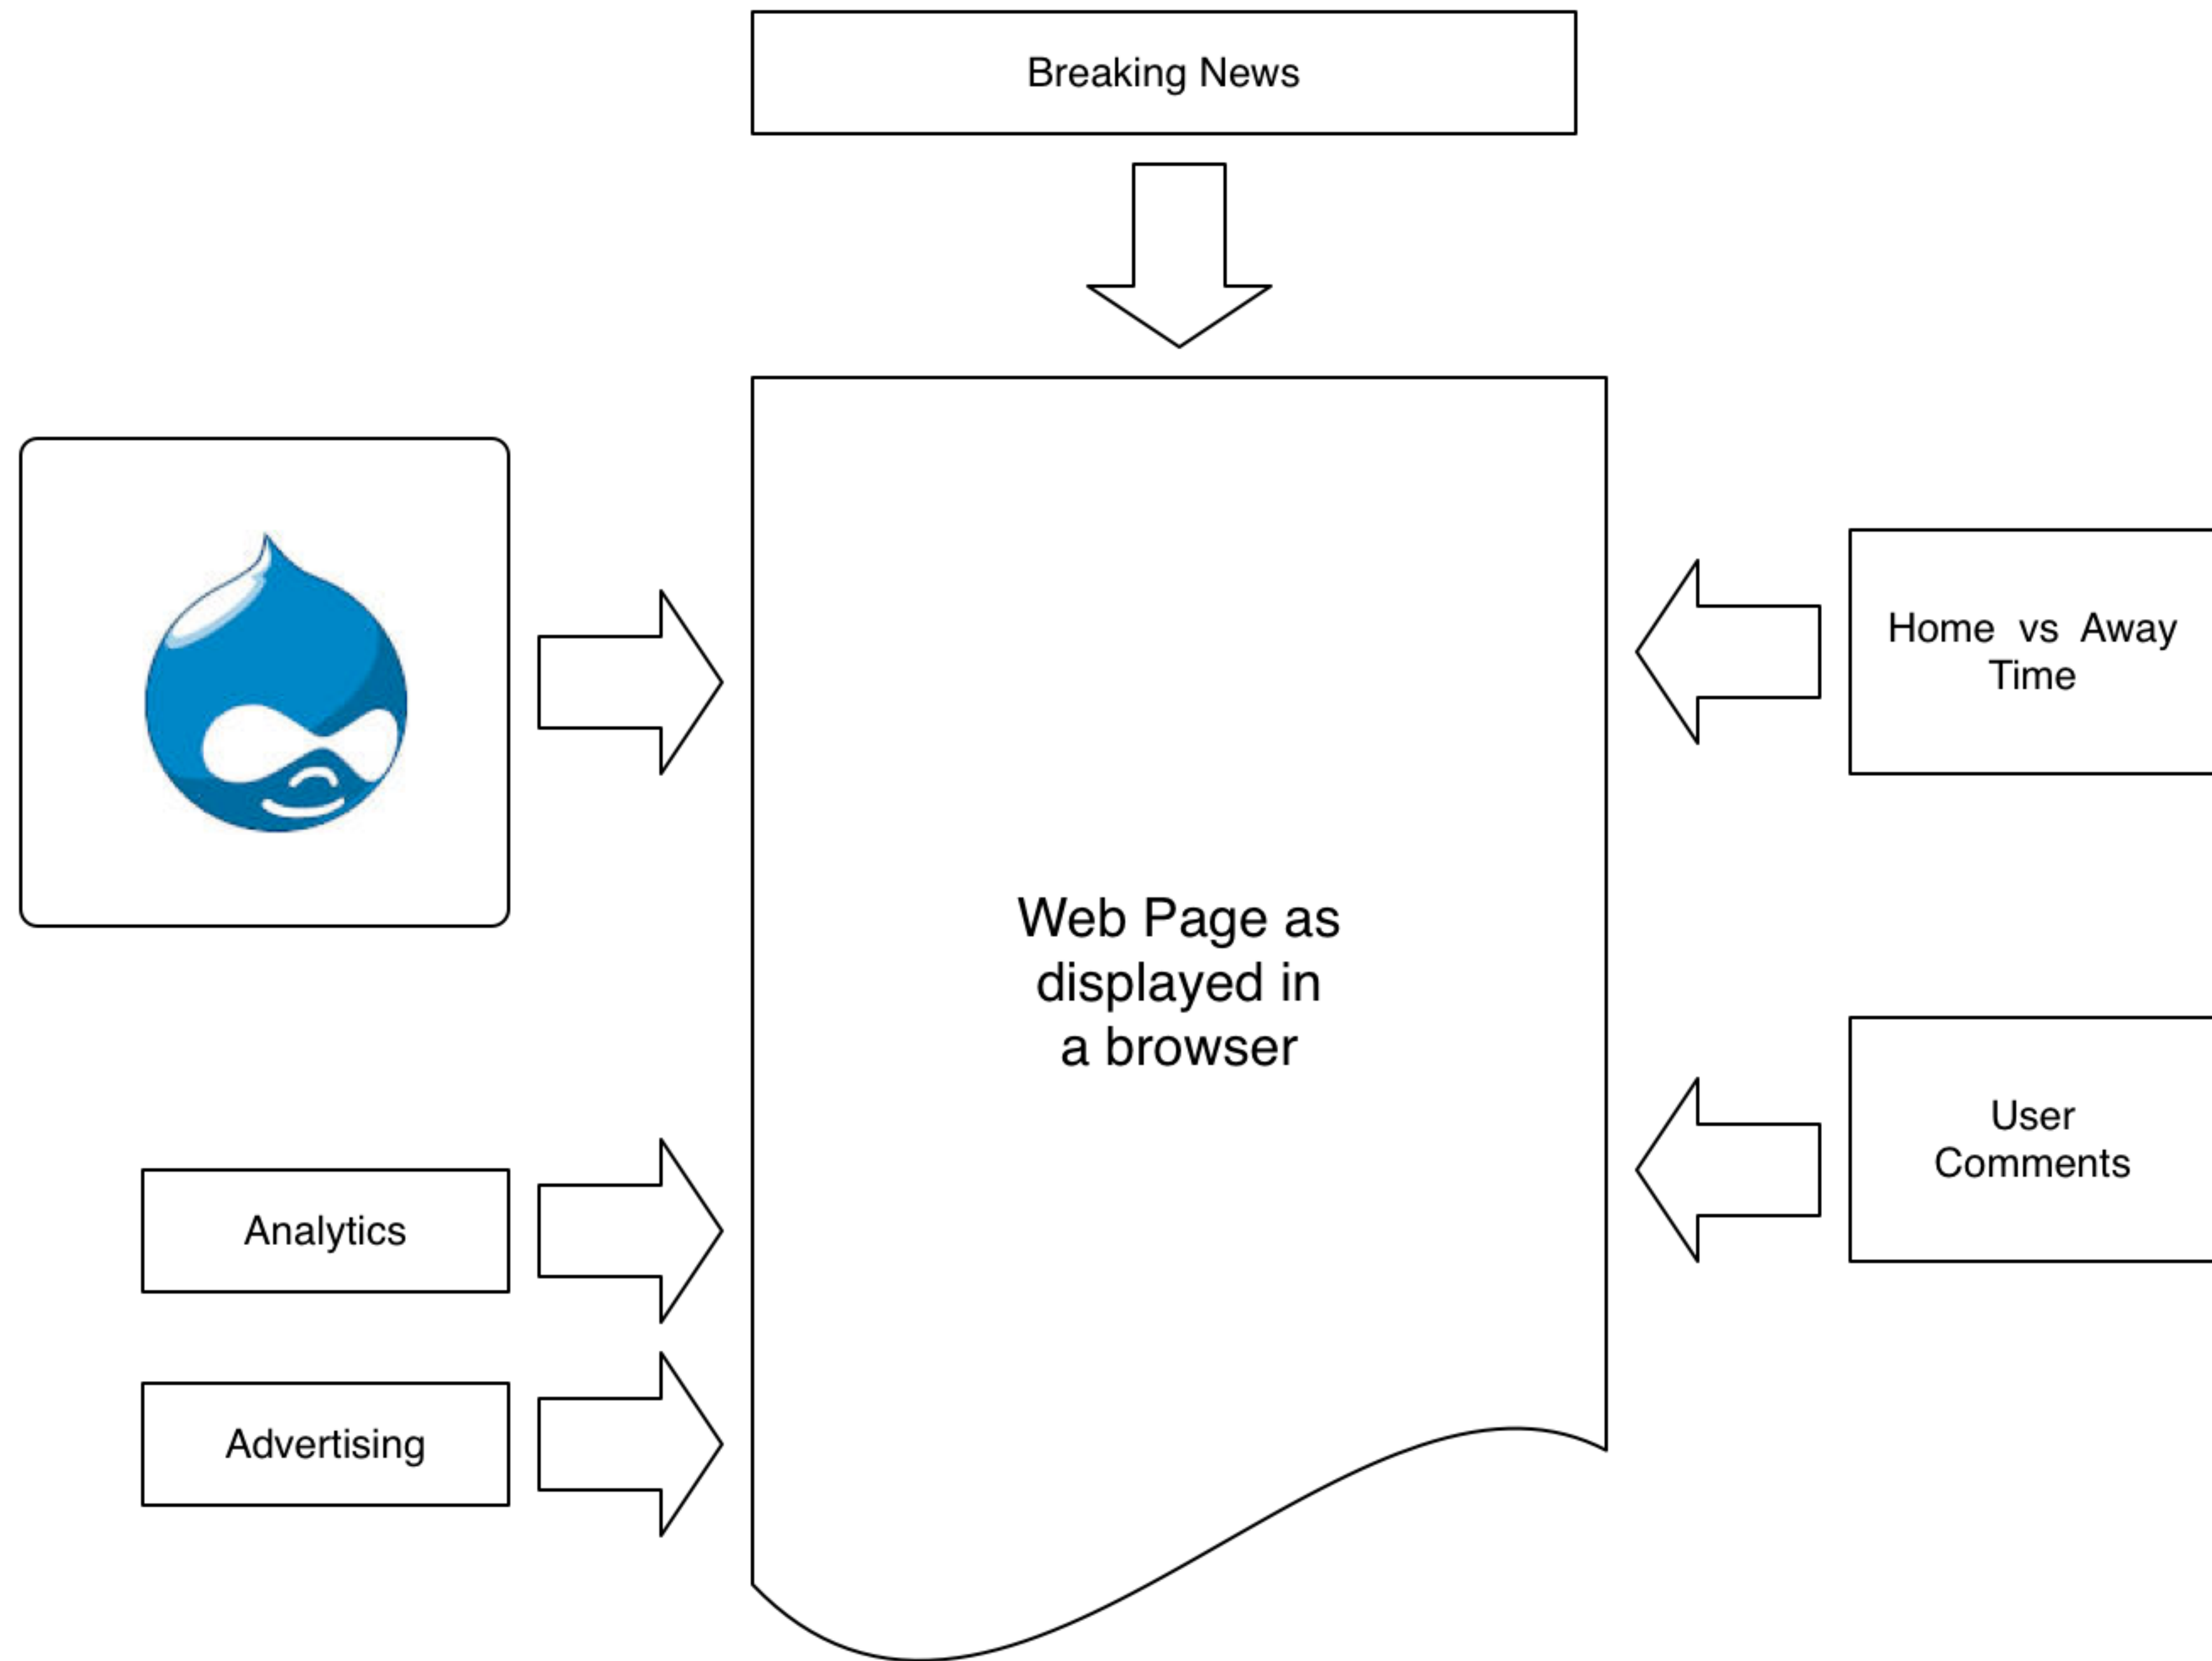 Breaking News
Home vs Away
Time
Web Page as
displayed in
a browser
User
Comments
Analytics
Advertising